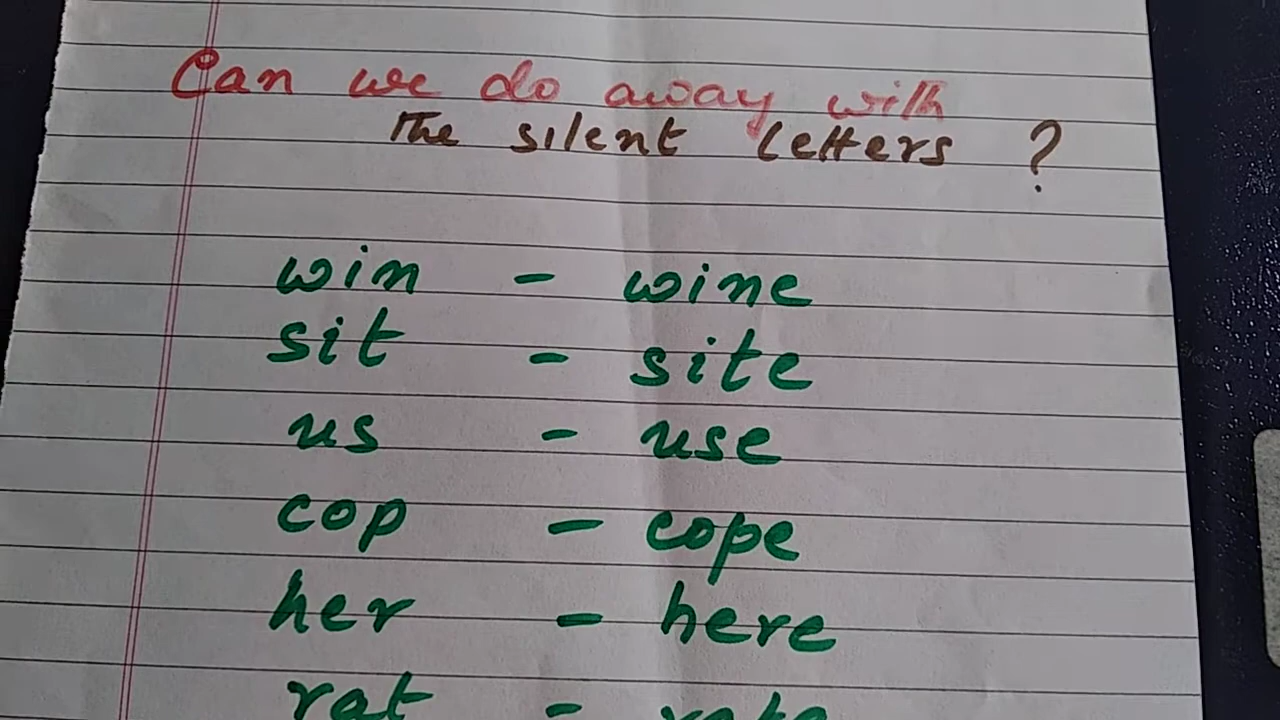 Can we do away with
the silent letters ?
win - wine
sit - site
us - use
cop - cope
her - here
rat - rate